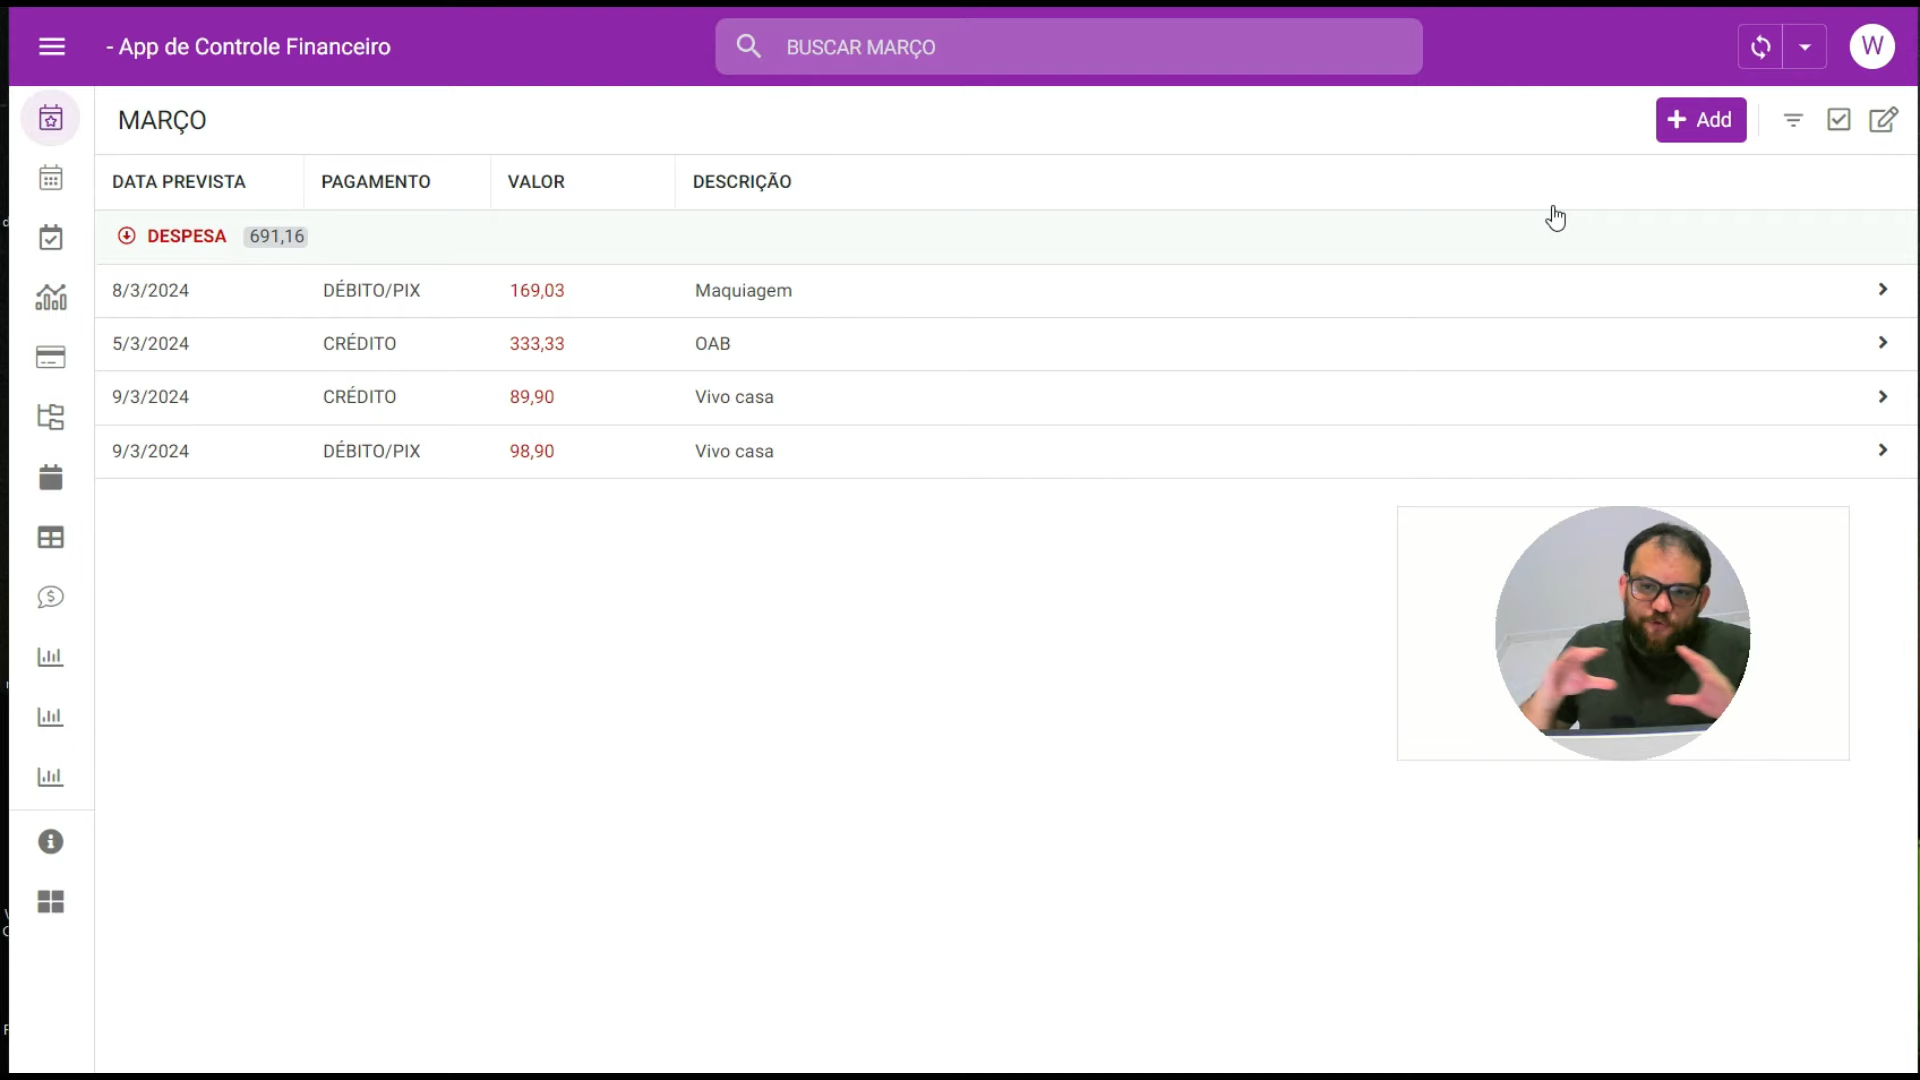 - App de Controle Financeiro
BUSCAR MARÇO
W
MARÇO
+ Add
DATA PREVISTA PAGAMENTO VALOR DESCRIÇÃO
DESPESA 691,16
8/3/2024 DÉBITO/PIX 169,03 Maquiagem
5/3/2024 CRÉDITO 333,33 OAB
9/3/2024 CRÉDITO 89,90 Vivo casa
9/3/2024 DÉBITO/PIX 98,90 Vivo casa